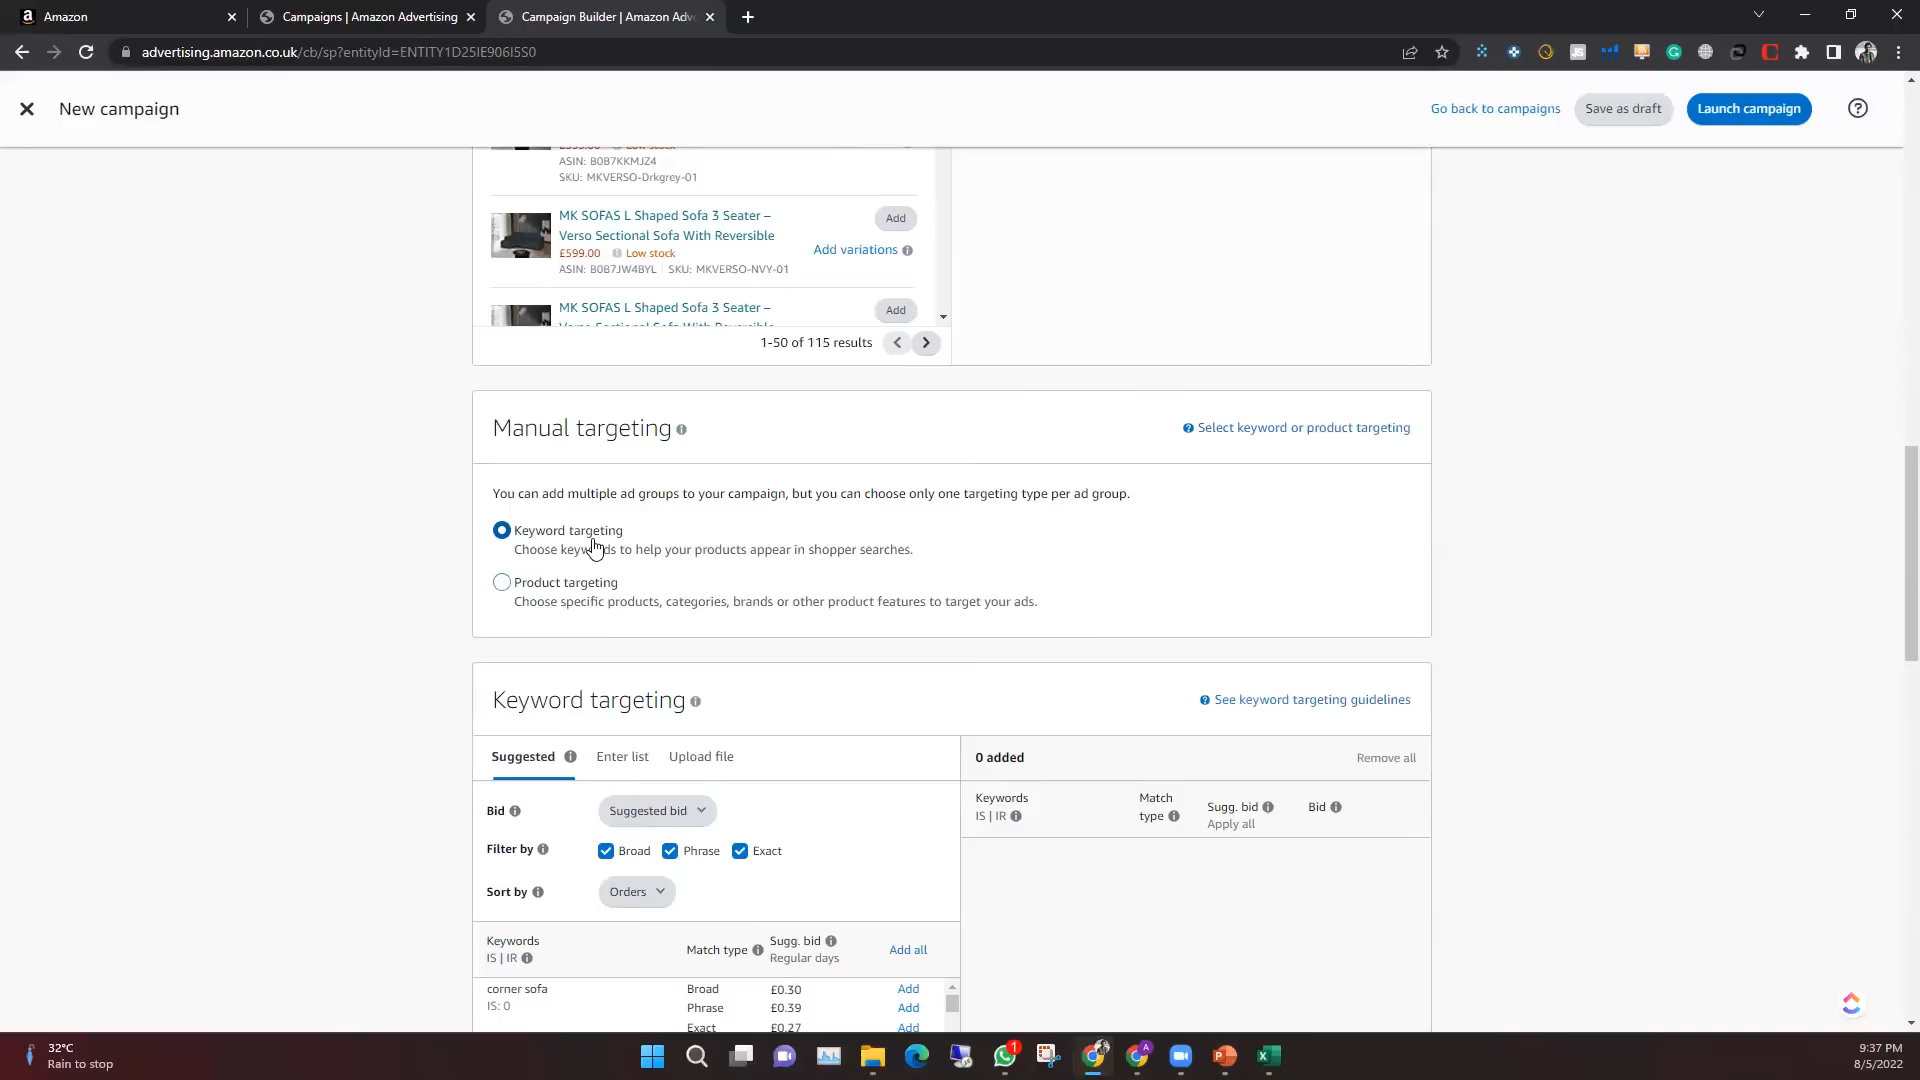 Amazon
Campaigns | Amazon Advertising
Campaign Builder | Amazon Adv
advertising.amazon.co.uk/cb/sp?entityId=ENTITY1D25IE906I5S0
New campaign
Go back to campaigns
Save as draft
Launch campaign
ASIN: B0B7KKMJZ4
SKU: MKVERSO-Drkgrey-01
MK SOFAS L Shaped Sofa 3 Seater –
Verso Sectional Sofa With Reversible
£599.00 Low stock
ASIN: B0B7JW4BYL SKU: MKVERSO-NVY-01
Add
Add variations
MK SOFAS L Shaped Sofa 3 Seater –
Verso Sectional Sofa With Reversible
Add
1-50 of 115 results
Manual targeting
Select keyword or product targeting
You can add multiple ad groups to your campaign, but you can choose only one targeting type per ad group.
Keyword targeting
Choose keywords to help your products appear in shopper searches.
Product targeting
Choose specific products, categories, brands or other product features to target your ads.
Keyword targeting
See keyword targeting guidelines
Suggested Enter list Upload file
Bid Suggested bid
Filter by Broad Phrase Exact
Sort by Orders
Keywords
IS | IR
Match type
Sugg. bid
Regular days
Add all
corner sofa
IS: 0
Broad £0.30 Add
Phrase £0.39 Add
Exact £0.27 Add
0 added
Remove all
Keywords
IS | IR
Match
type
Sugg. bid
Apply all
Bid
32°C
Rain to stop
1
9:37 PM
8/5/2022